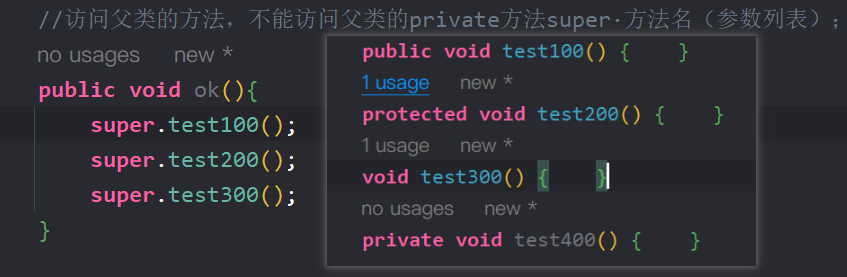 //访问父类的方法，不能访问父类的private方法super.方法名（参数列表）；
no usages new *
public void ok(){
super.test100();
super.test200();
super.test300();
}
public void test100() { }
1 usage new *
protected void test200() { }
1 usage new *
void test300() { }
no usages new *
private void test400() { }